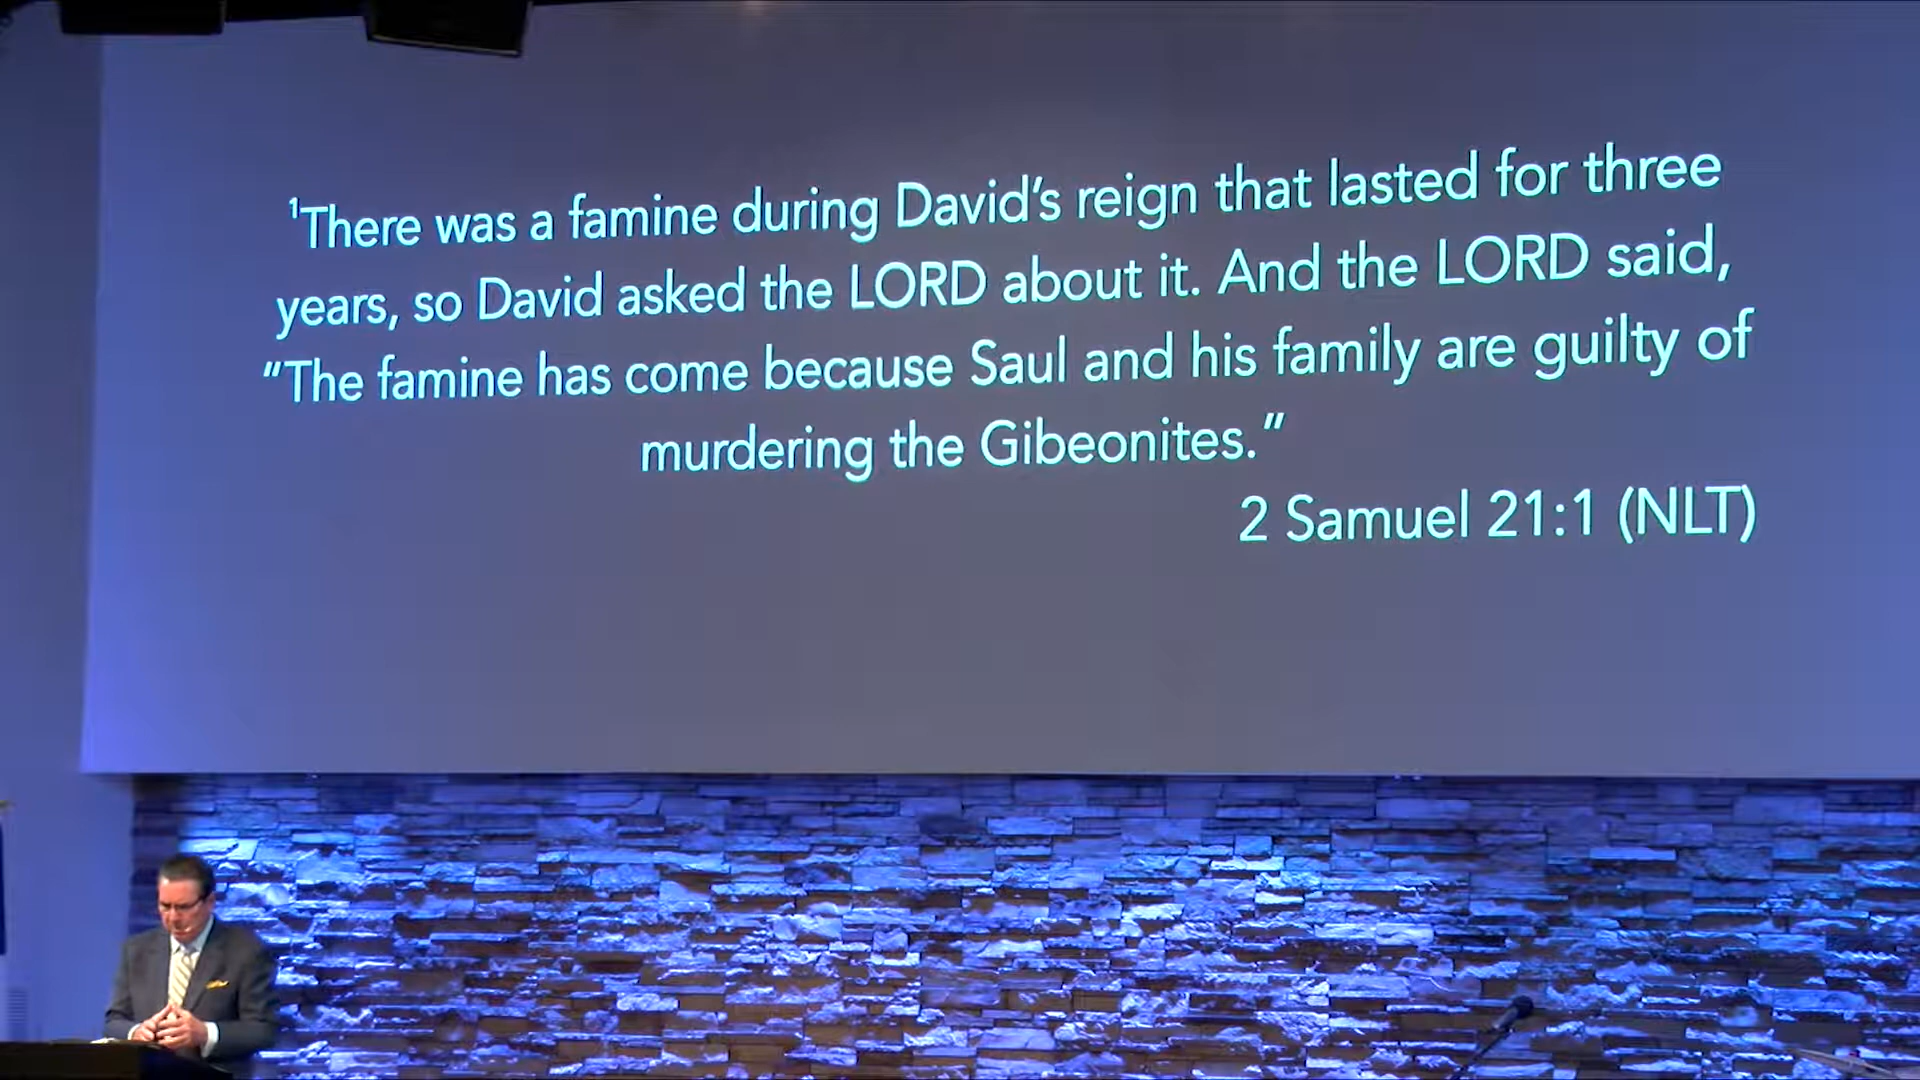 ¹There was a famine during David's reign that lasted for three
years, so David asked the LORD about it. And the LORD said,
"The famine has come because Saul and his family are guilty of
murdering the Gibeonites."
2 Samuel 21:1 (NLT)